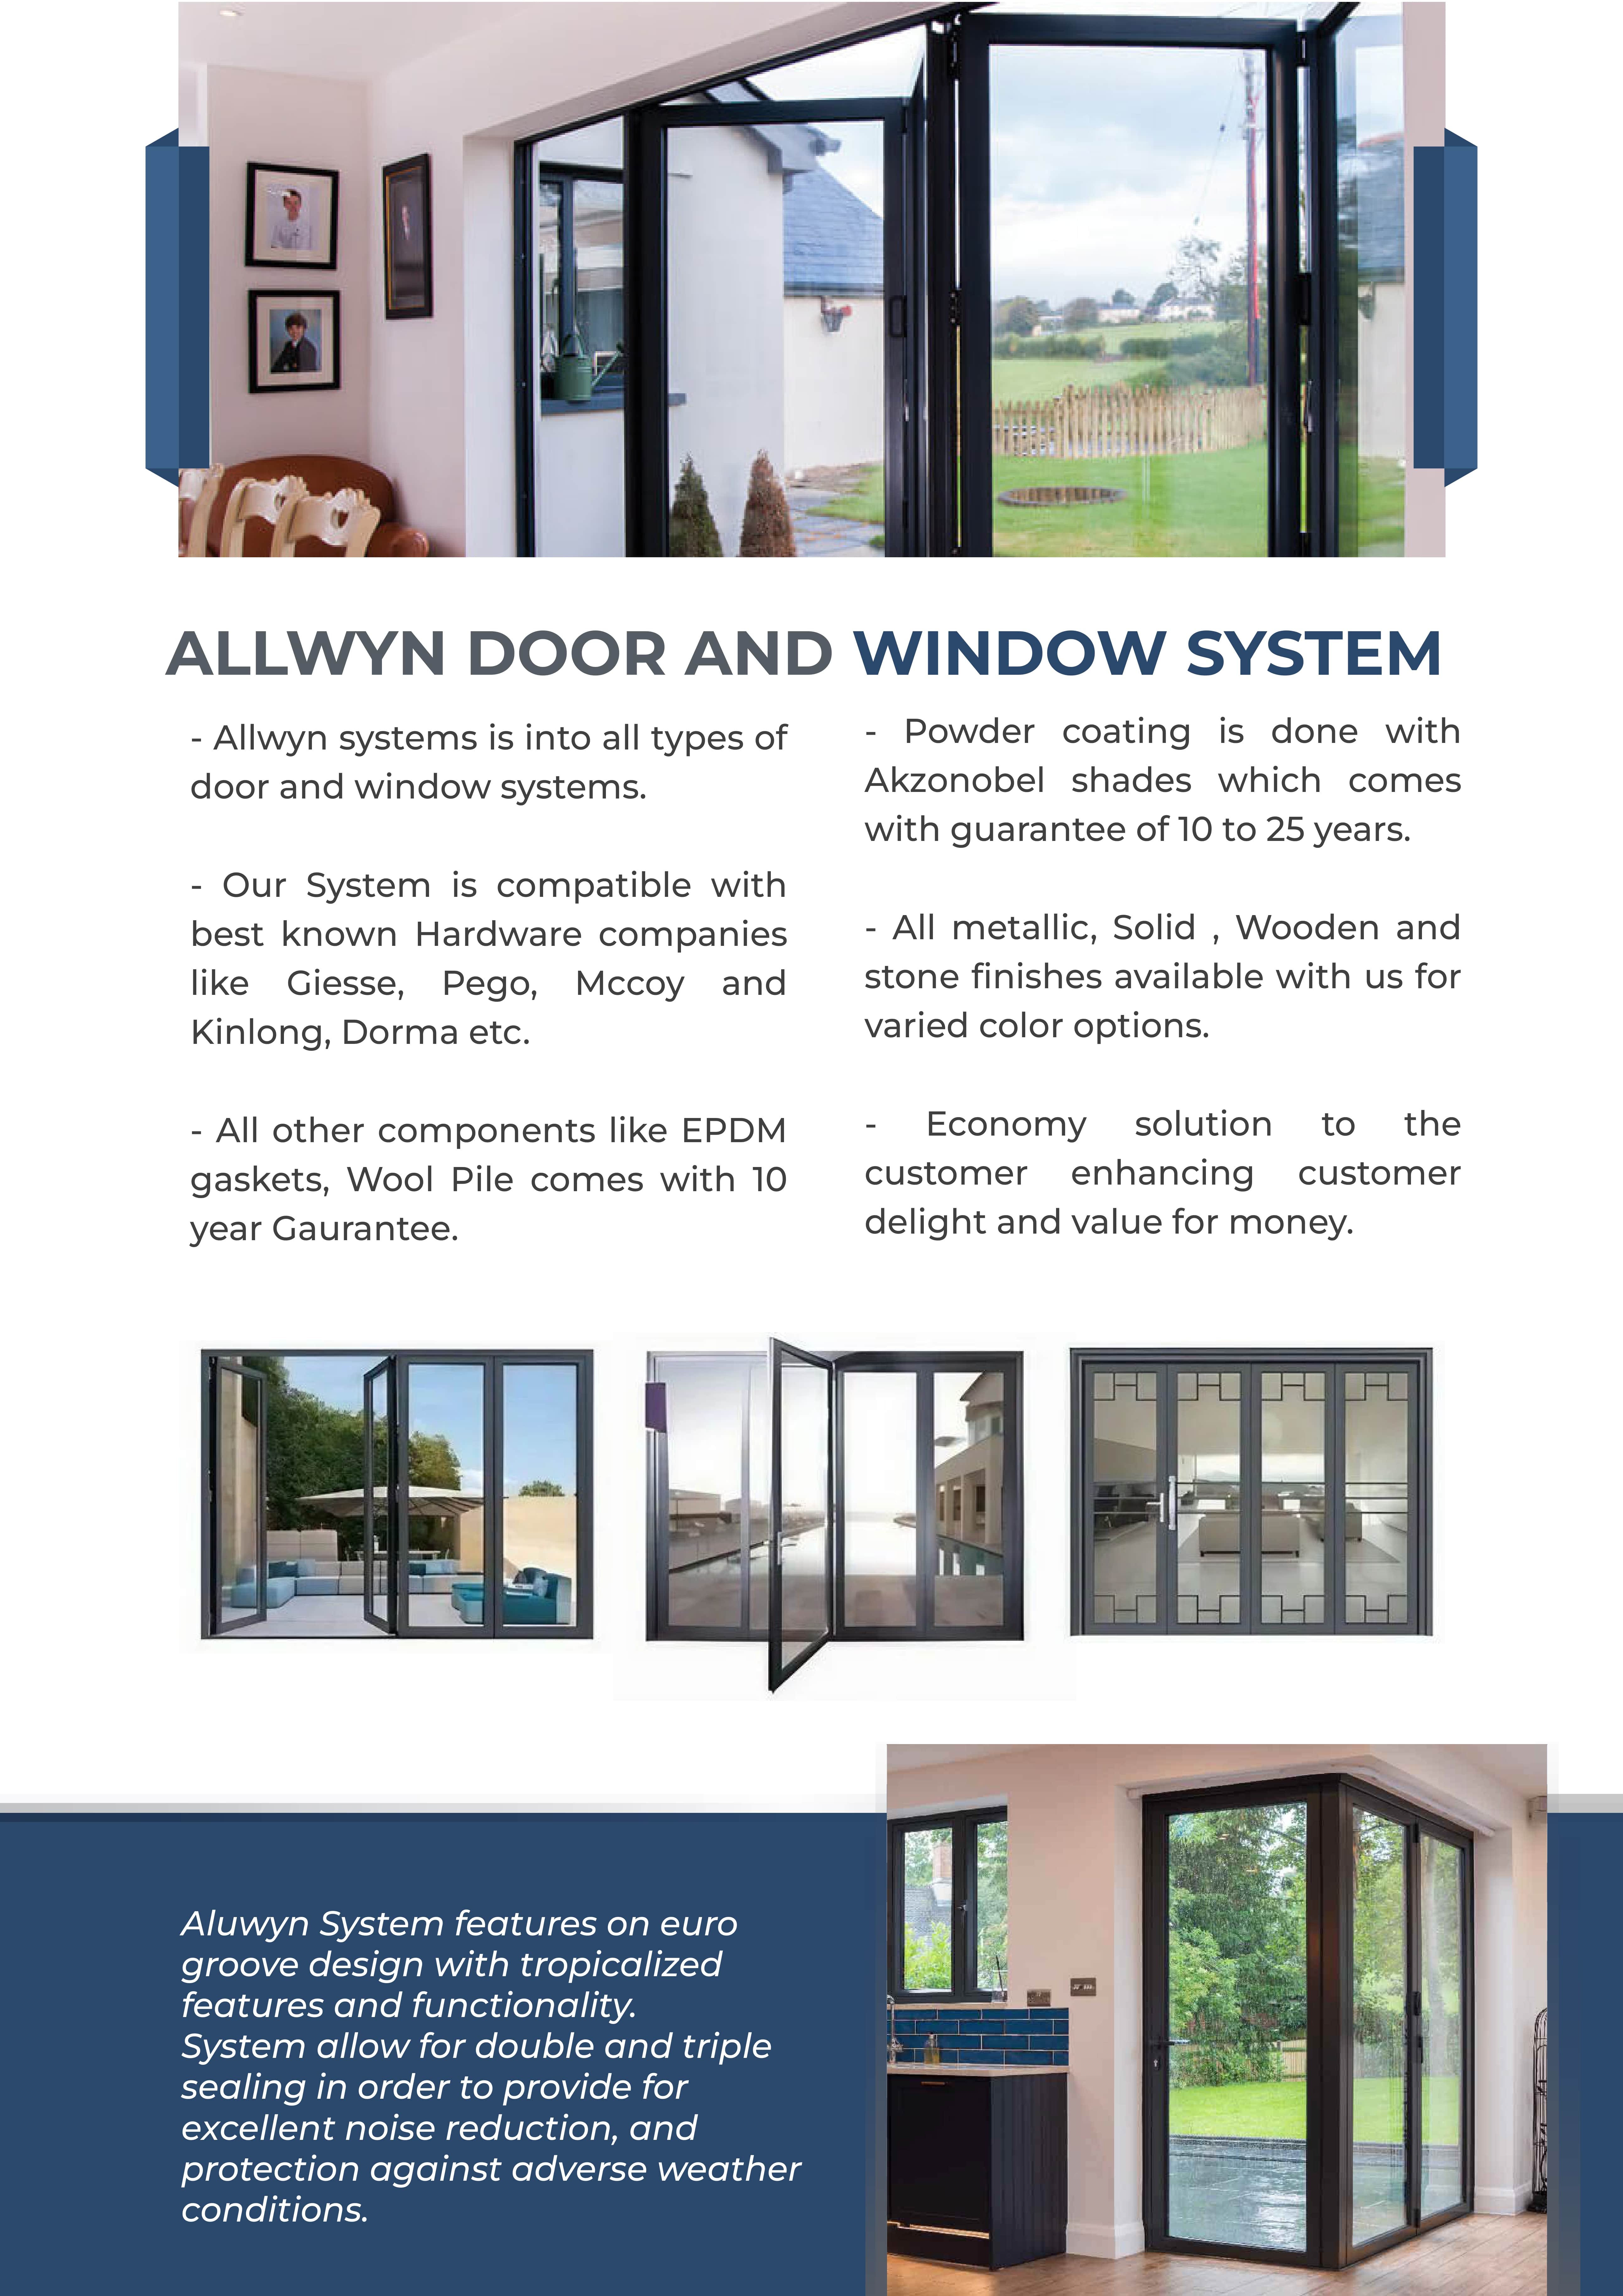 ALLWYN DOOR AND WINDOW SYSTEM
- Allwyn systems is into all types of
door and window systems.
- Our System is compatible with
best known Hardware companies
like Giesse, Pego, Mccoy and
Kinlong, Dorma etc.
- All other components like EPDM
gaskets, Wool Pile comes with 10
year Gaurantee.
- Powder coating is done with
Akzonobel shades which comes
with guarantee of 10 to 25 years.
- All metallic, Solid , Wooden and
stone finishes available with us for
varied color options.
- Economy solution to the
customer enhancing customer
delight and value for money.
Aluwyn System features on euro
groove design with tropicalized
features and functionality.
System allow for double and triple
sealing in order to provide for
excellent noise reduction, and
protection against adverse weather
conditions.